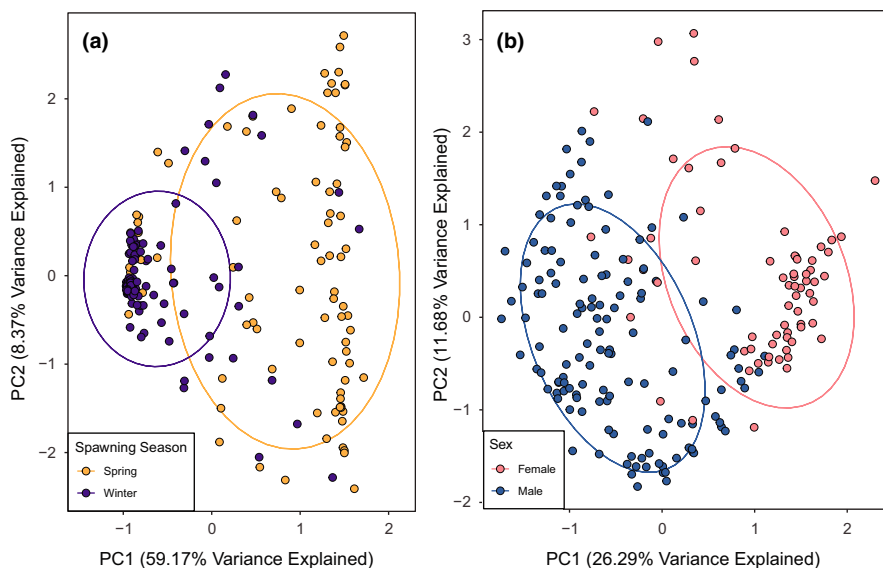 (a)
PC2 (8.37% Variance Explained)
2
1
0
−1
−2
Spawning Season
Spring
Winter
−1
0
1
2
PC1 (59.17% Variance Explained)
(b)
PC2 (11.68% Variance Explained)
3
2
1
0
−1
−2
Sex
Female
Male
−1
0
1
2
PC1 (26.29% Variance Explained)